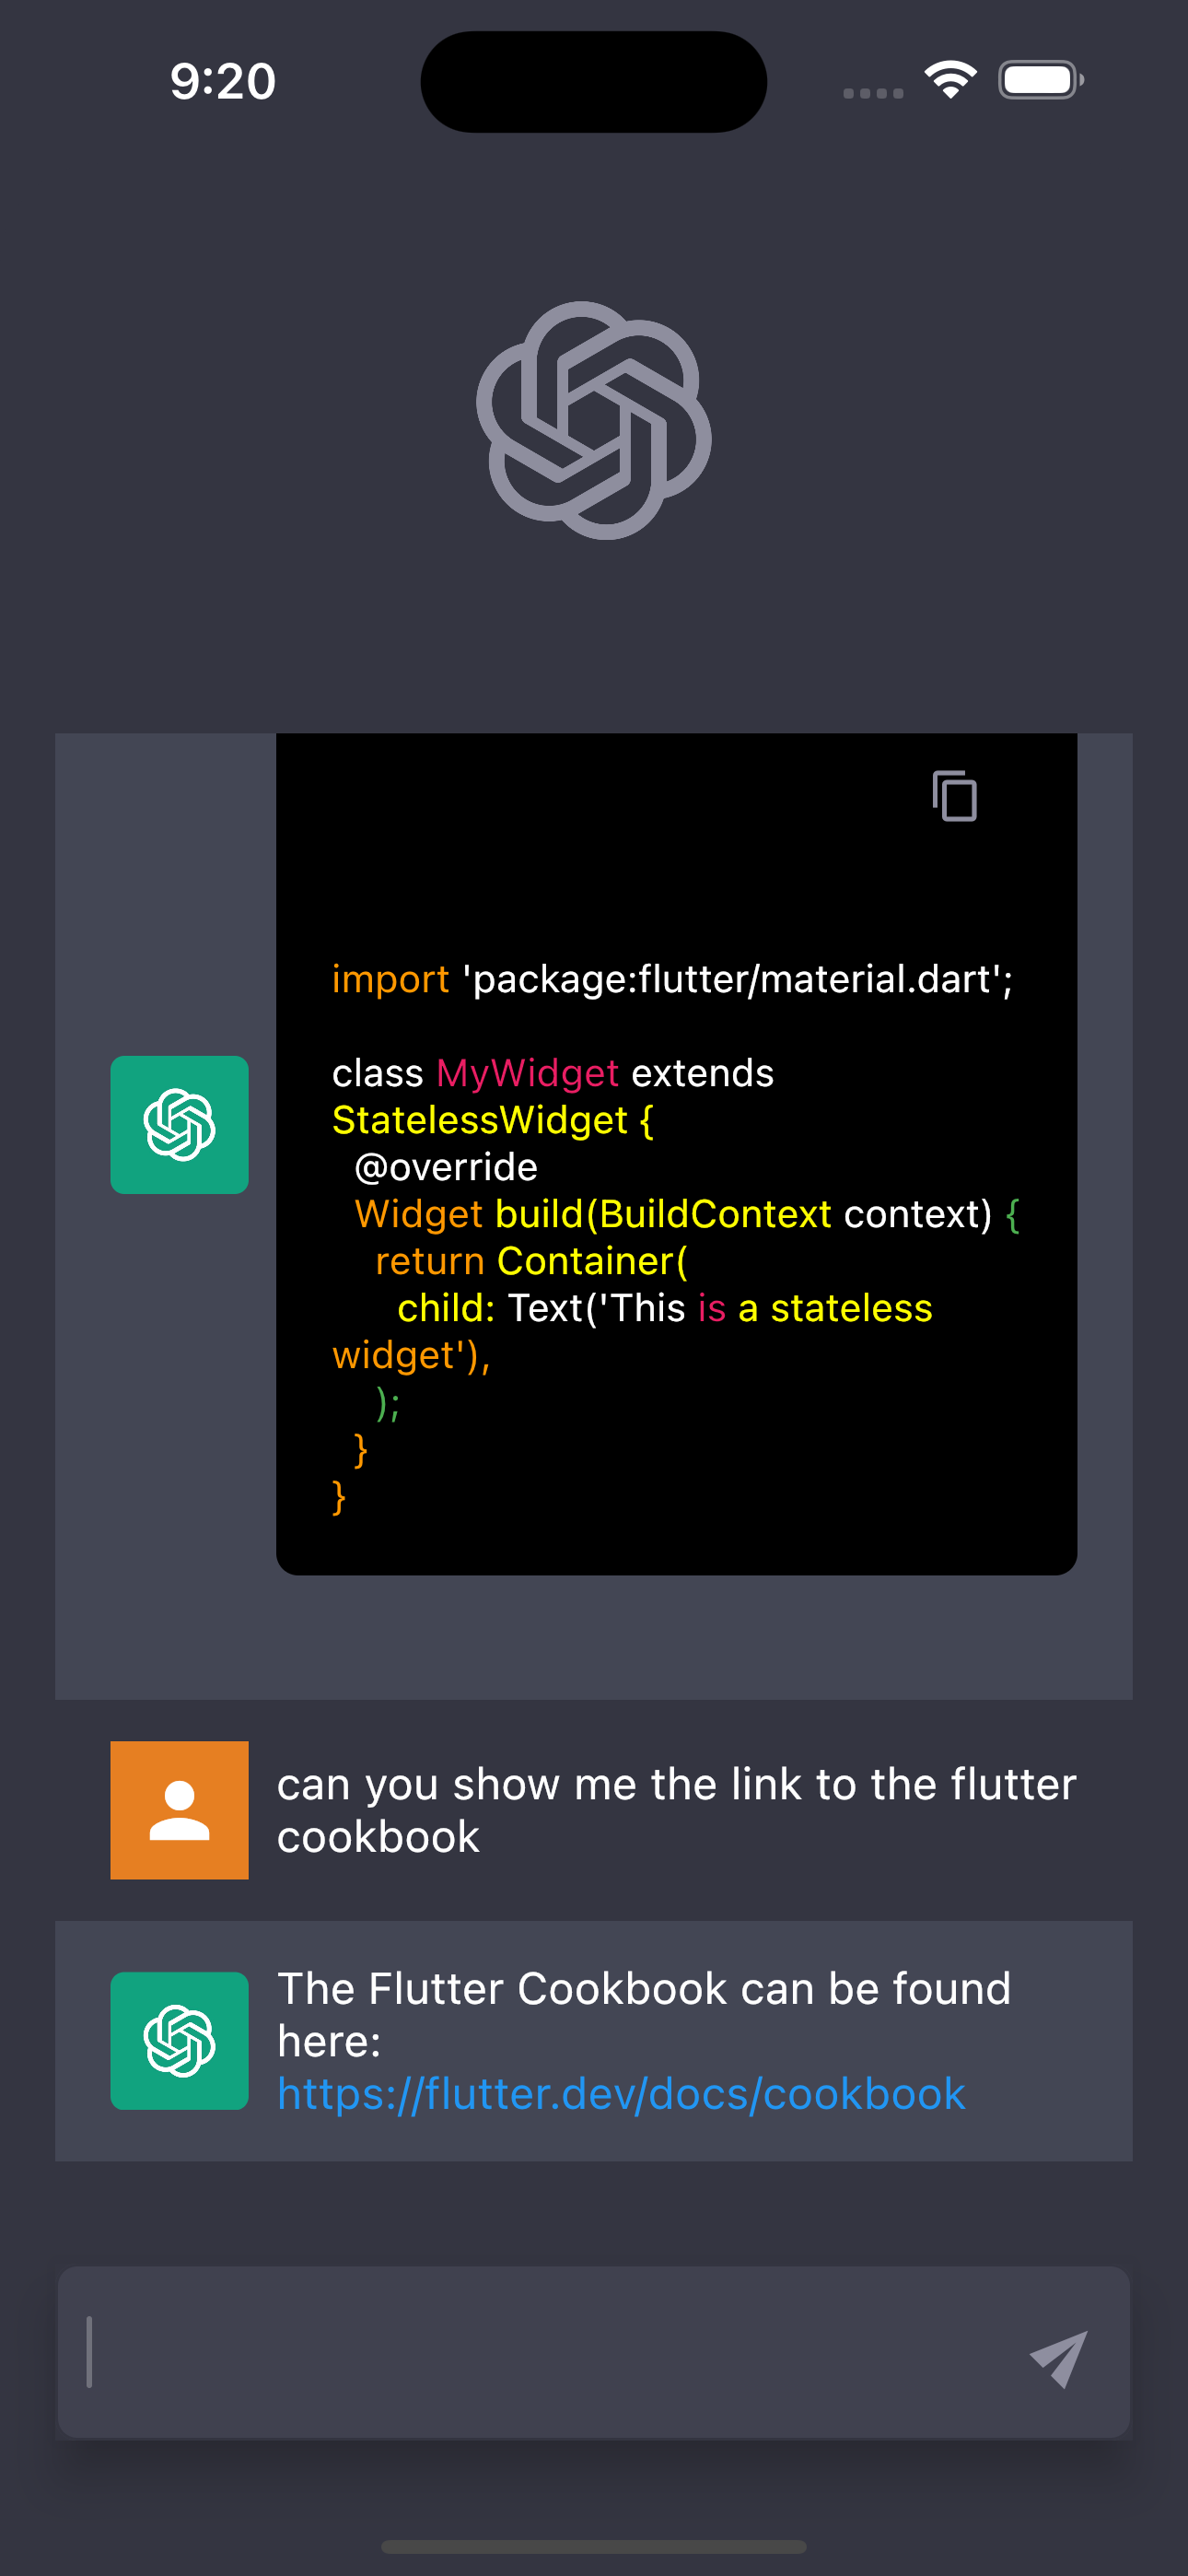 9:20
import 'package:flutter/material.dart';
class MyWidget extends
StatelessWidget {
@override
Widget build(BuildContext context) {
return Container(
child: Text('This is a stateless
widget'),
);
}
}
can you show me the link to the flutter
cookbook
The Flutter Cookbook can be found
here:
https://flutter.dev/docs/cookbook